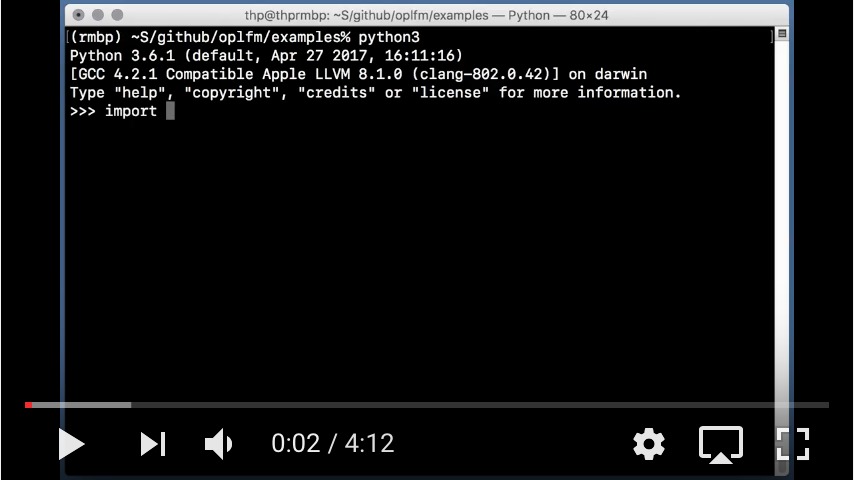 thp@thprmbp: ~S/github/oplfm/examples — Python — 80×24
[(rmbp) ~S/github/oplfm/examples% python3 ]
Python 3.6.1 (default, Apr 27 2017, 16:11:16)
[GCC 4.2.1 Compatible Apple LLVM 8.1.0 (clang-802.0.42)] on darwin
Type "help", "copyright", "credits" or "license" for more information.
>>> import
0:02 / 4:12